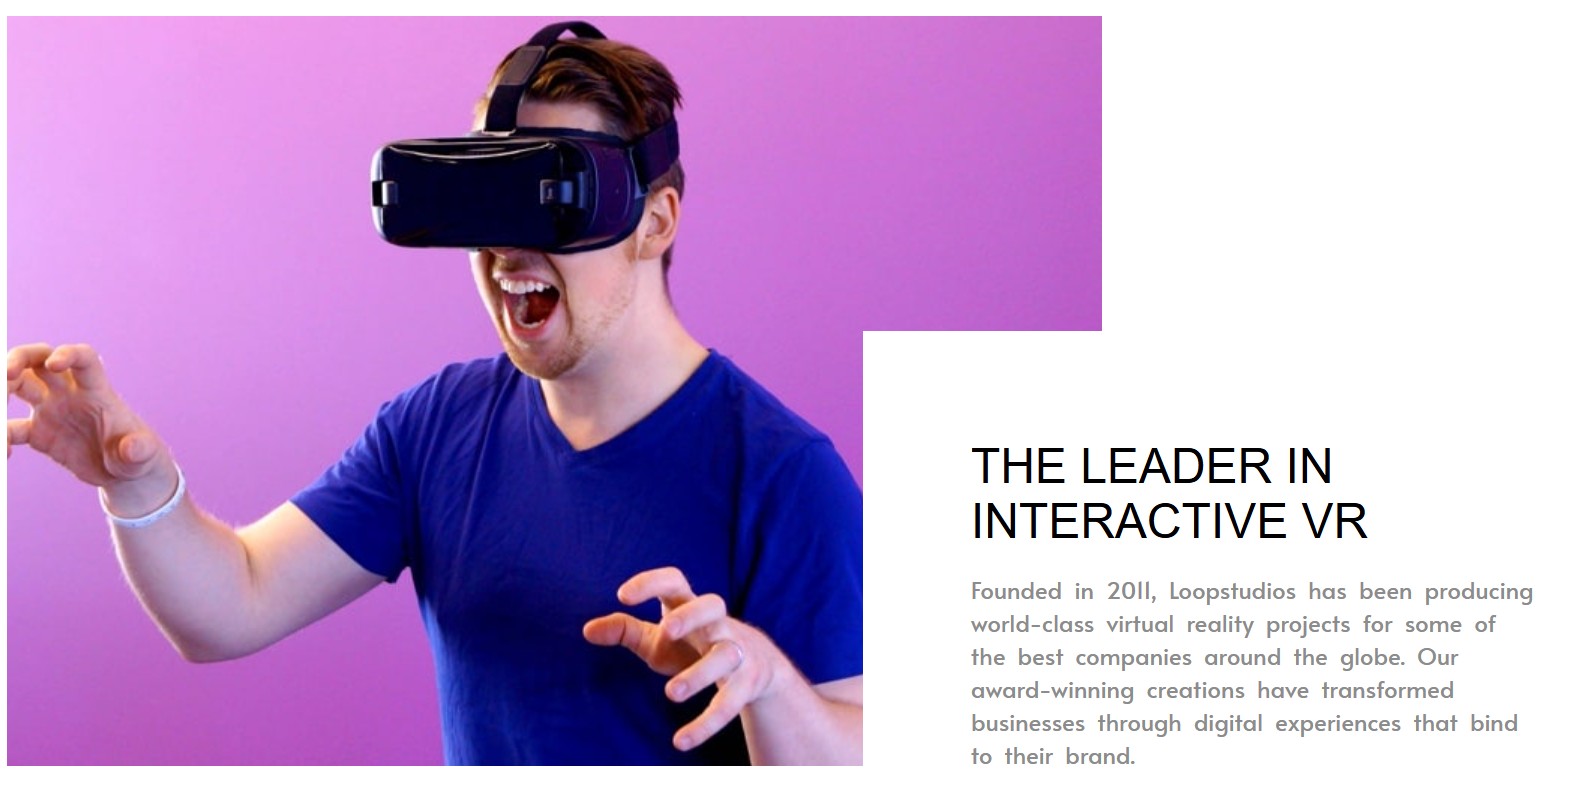 THE LEADER IN
INTERACTIVE VR
Founded in 2011, Loopstudios has been producing
world-class virtual reality projects for some of
the best companies around the globe. Our
award-winning creations have transformed
businesses through digital experiences that bind
to their brand.